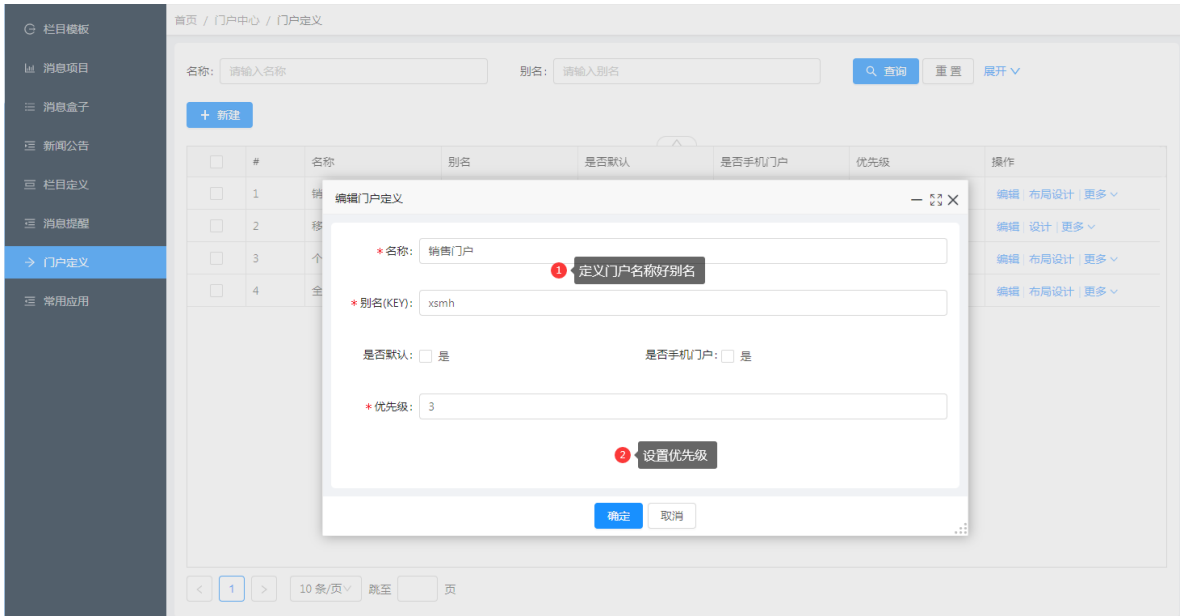 栏目模板
消息项目
消息盒子
新闻公告
栏目定义
消息提醒
门户定义
常用应用
首页 / 门户中心 / 门户定义
名称: 请输入名称 别名: 请输入别名 查询 重置 展开
+ 新建
# 名称 别名 是否默认 是否手机门户 优先级 操作
1 销 编辑 布局设计 更多
2 移 编辑 设计 更多
3 个 编辑 布局设计 更多
4 全 编辑 布局设计 更多
编辑门户定义
*名称: 销售门户
1 定义门户名称好别名
*别名(KEY): xsmh
是否默认: 是 是否手机门户: 是
*优先级: 3
2 设置优先级
确定 取消
< 1 > 10 条/页 跳至 页